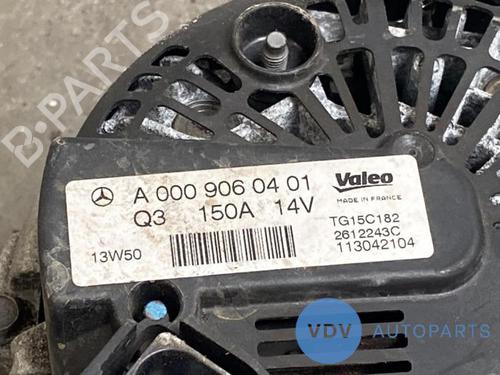 B-PARTS
A 000 906 04 01
Q3 150A 14V
13W50
Valeo
MADE IN FRANCE
TG15C182
2612243C
113042104
VDV AUTOPARTS